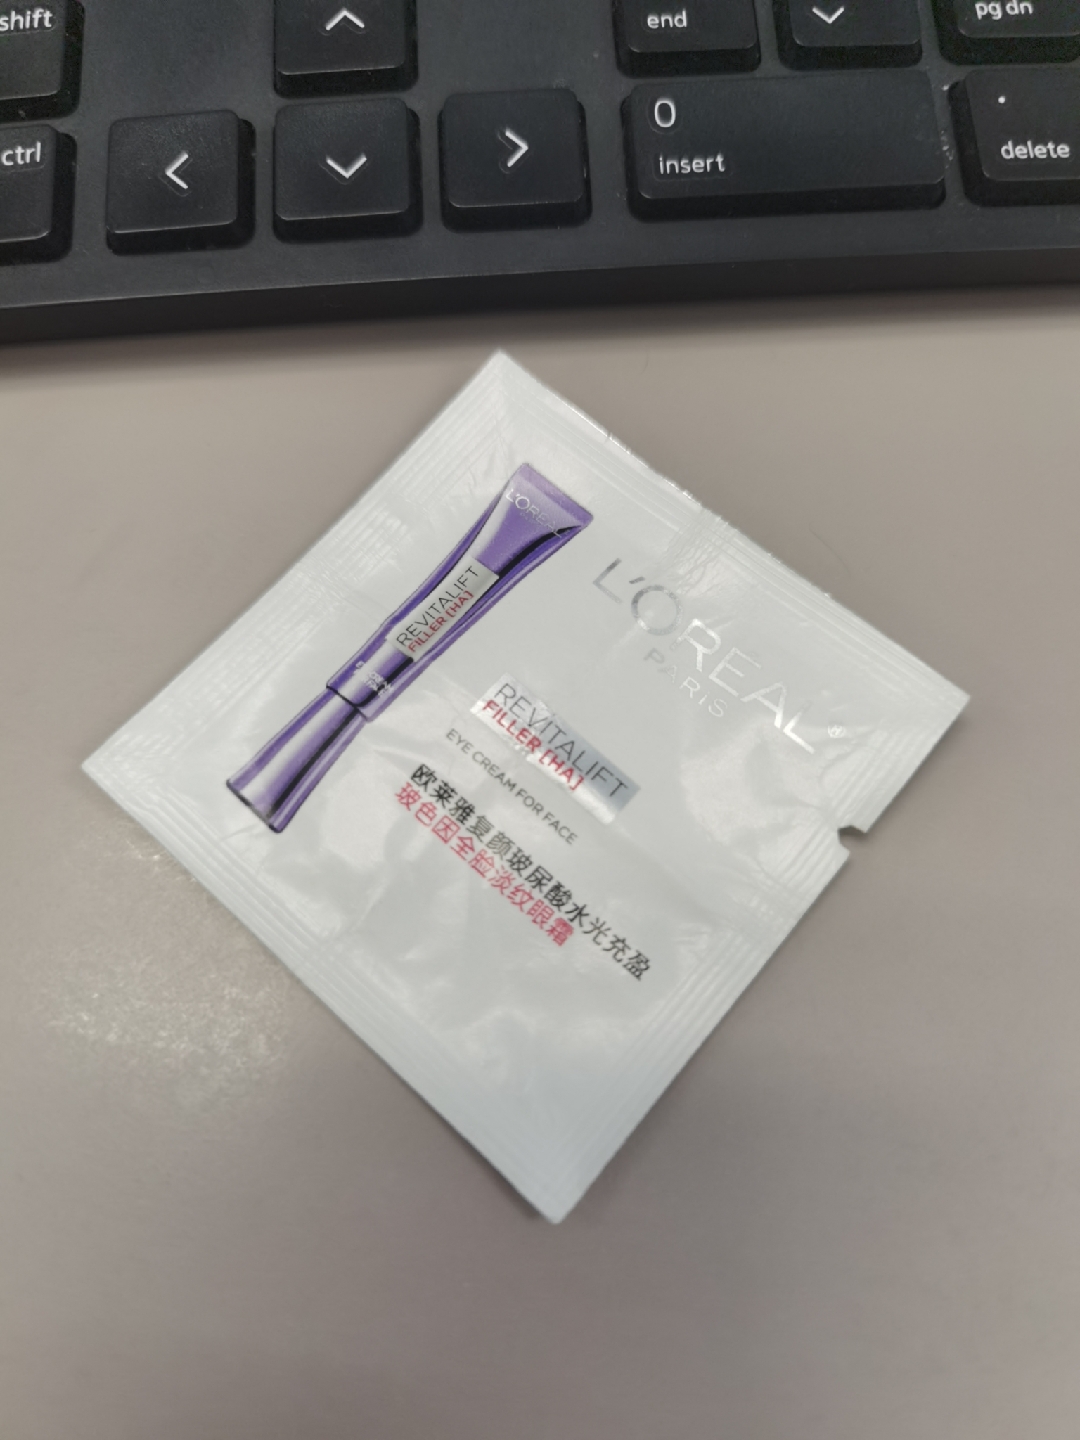 shift
end
pg dn
ctrl
0
insert
.
delete
L'OREAL
REVITALIFT
FILLER [HA]
L'ORÉAL®
PARIS
REVITALIFT
FILLER [HA]
EYE CREAM FOR FACE
欧莱雅复颜玻尿酸水光充盈
玻色因全脸淡纹眼霜